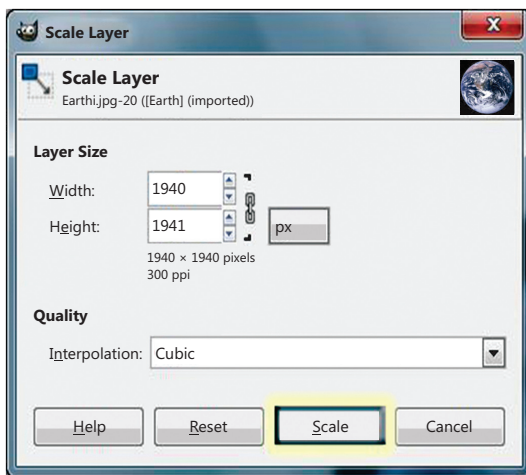 Scale Layer
X
Scale Layer
Earthi.jpg-20 ([Earth] (imported))
Layer Size
Width: 1940
Height: 1941 px
1940 × 1940 pixels
300 ppi
Quality
Interpolation: Cubic
Help Reset Scale Cancel